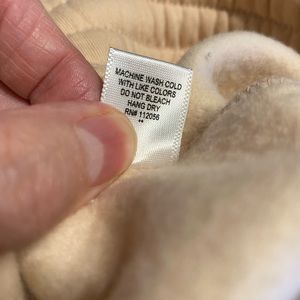 MACHINE WASH COLD
WITH LIKE COLORS
DO NOT BLEACH
HANG DRY
RN# 112056
**